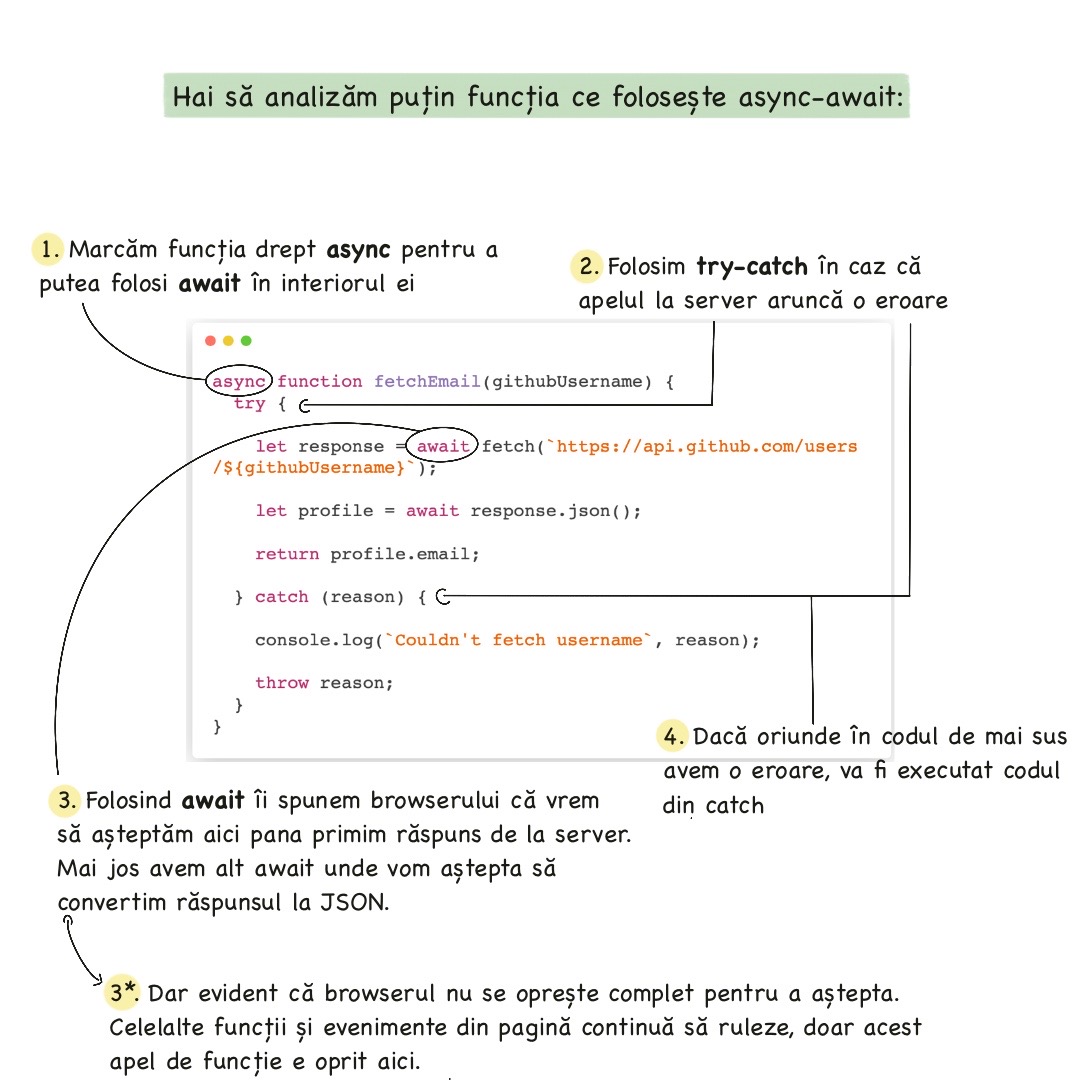 Hai să analizăm puțin funcția ce folosește async-await:
1. Marcăm funcția drept async pentru a
putea folosi await în interiorul ei
2. Folosim try-catch în caz că
apelul la server aruncă o eroare
async function fetchEmail(githubUsername) {
try {
let response = await fetch(`https://api.github.com/users
/${githubUsername}`);
let profile = await response.json();
return profile.email;
} catch (reason) {
console.log(`Couldn't fetch username`, reason);
throw reason;
}
}
4. Dacă oriunde în codul de mai sus
avem o eroare, va fi executat codul
din catch
3. Folosind await îi spunem browserului că vrem
să așteptăm aici pana primim răspuns de la server.
Mai jos avem alt await unde vom aștepta să
convertim răspunsul la JSON.
3*. Dar evident că browserul nu se oprește complet pentru a aștepta.
Celelalte funcții și evenimente din pagină continuă să ruleze, doar acest
apel de funcție e oprit aici.